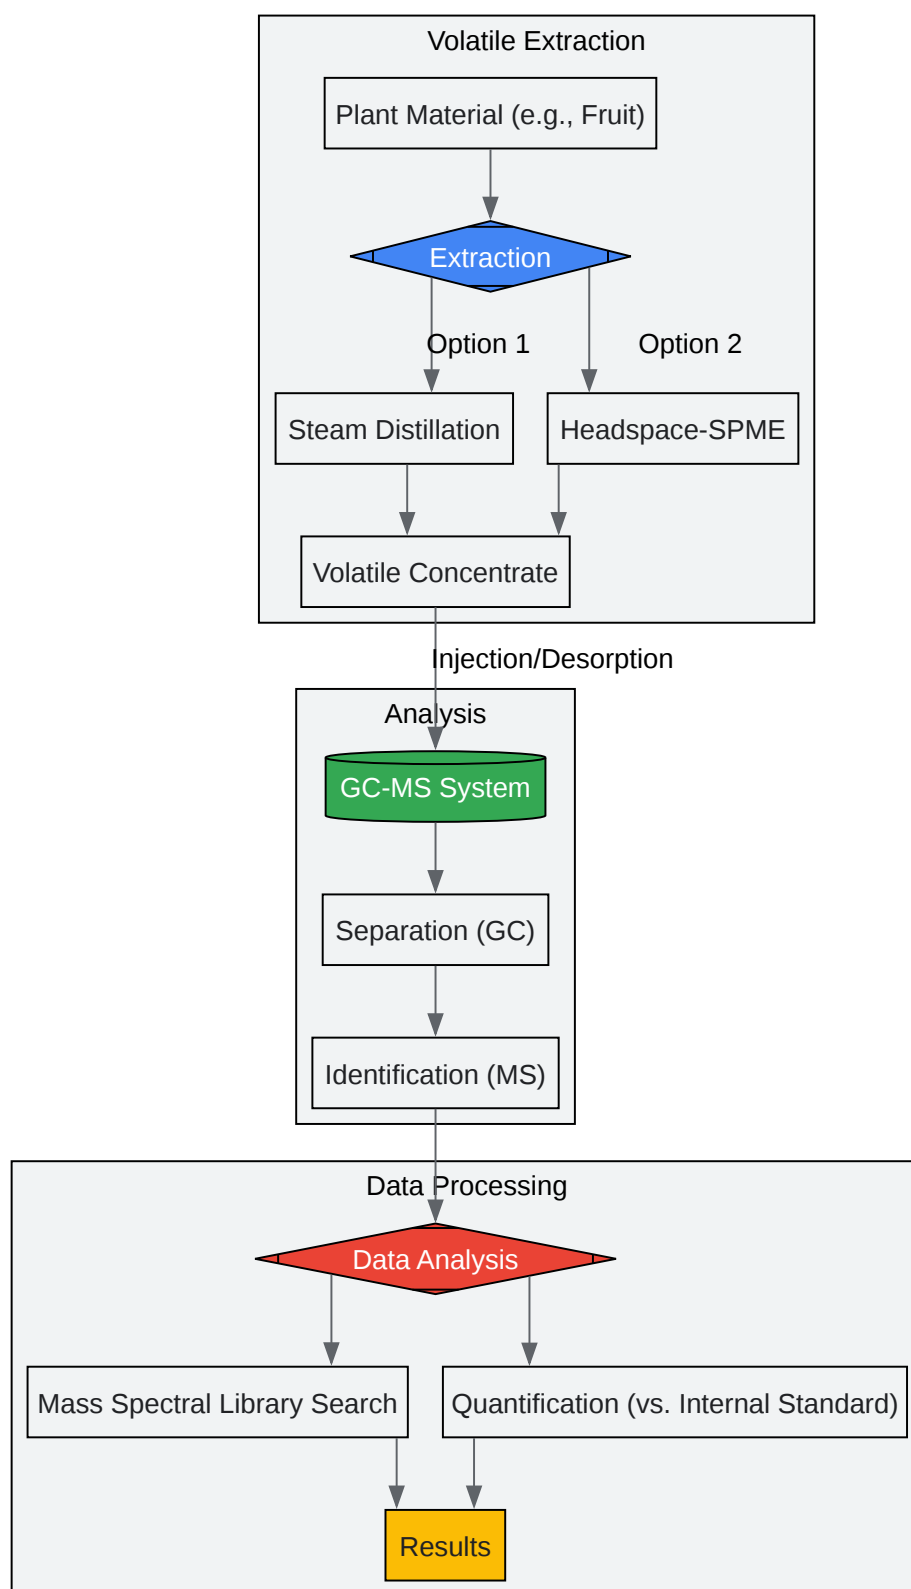 Volatile Extraction
Plant Material (e.g., Fruit)
Extraction
Option 1
Option 2
Steam Distillation
Headspace-SPME
Volatile Concentrate
Injection/Desorption
Analysis
GC-MS System
Separation (GC)
Identification (MS)
Data Processing
Data Analysis
Mass Spectral Library Search
Quantification (vs. Internal Standard)
Results